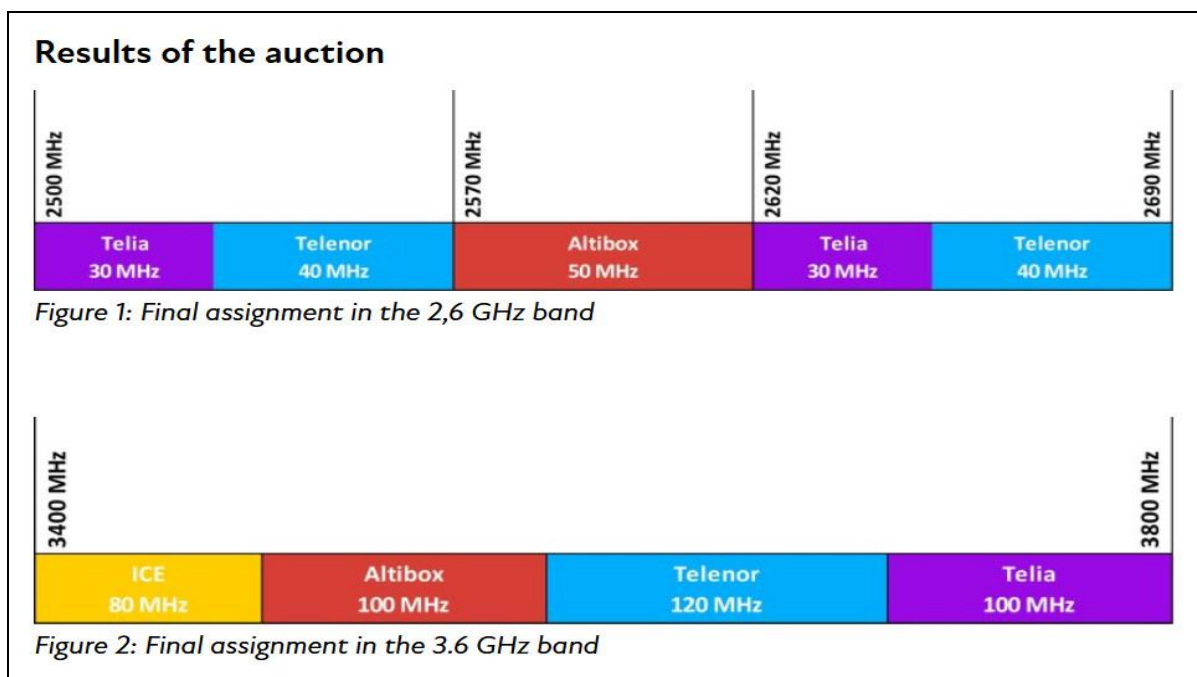 Results of the auction
2500 MHz
2570 MHz
2620 MHz
2690 MHz
Telia
30 MHz
Telenor
40 MHz
Altibox
50 MHz
Telia
30 MHz
Telenor
40 MHz
Figure 1: Final assignment in the 2,6 GHz band
3400 MHz
3800 MHz
ICE
80 MHz
Altibox
100 MHz
Telenor
120 MHz
Telia
100 MHz
Figure 2: Final assignment in the 3.6 GHz band